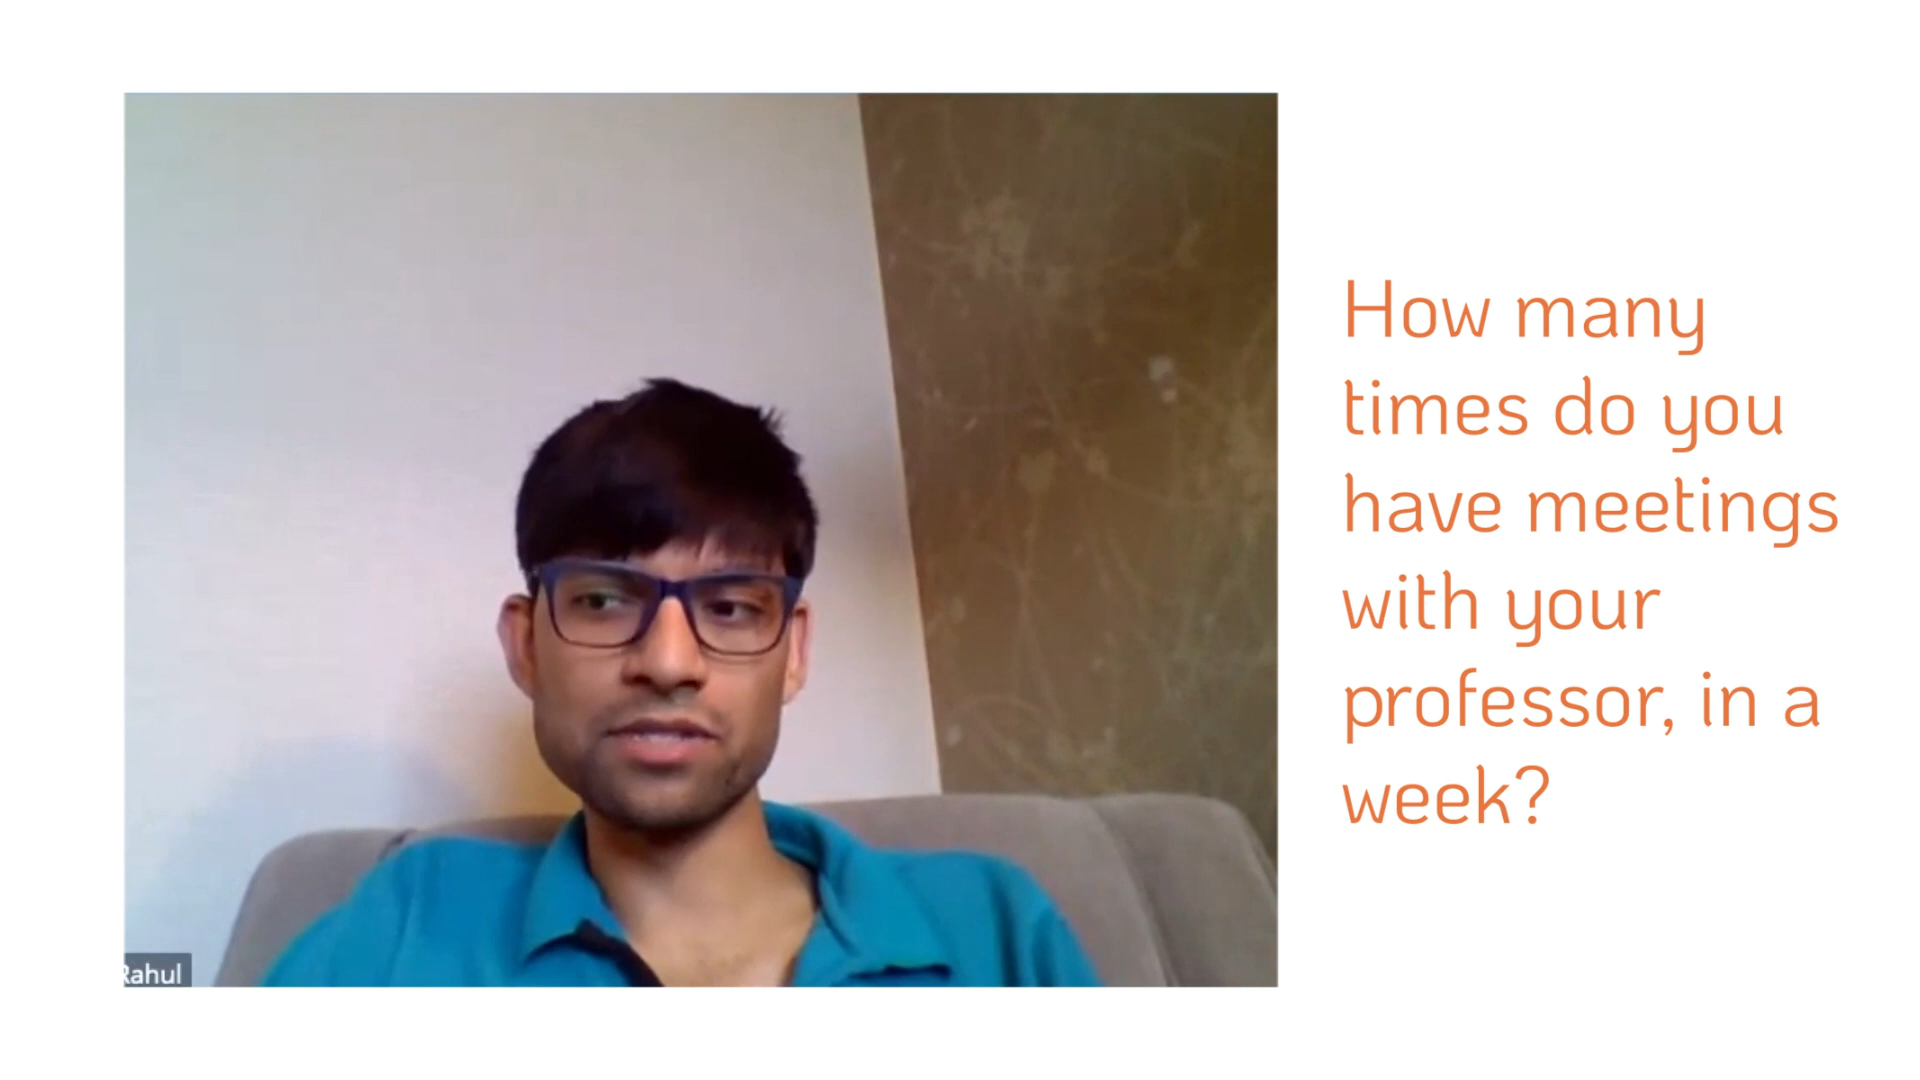 How many
times do you
have meetings
with your
professor, in a
week?
Rahul